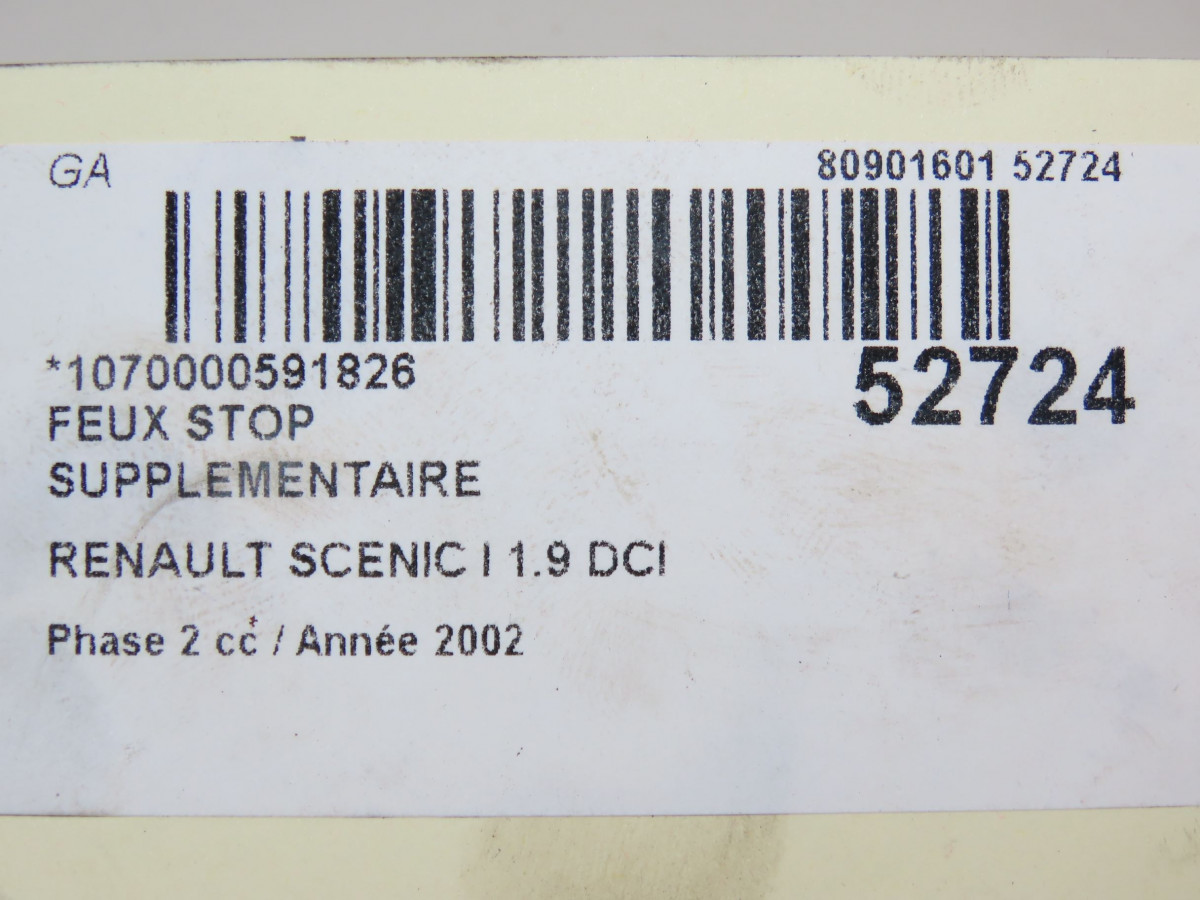 GA
80901601 52724
*1070000591826
52724
FEUX STOP
SUPPLEMENTAIRE
RENAULT SCENIC I 1.9 DCI
Phase 2 cc / Année 2002